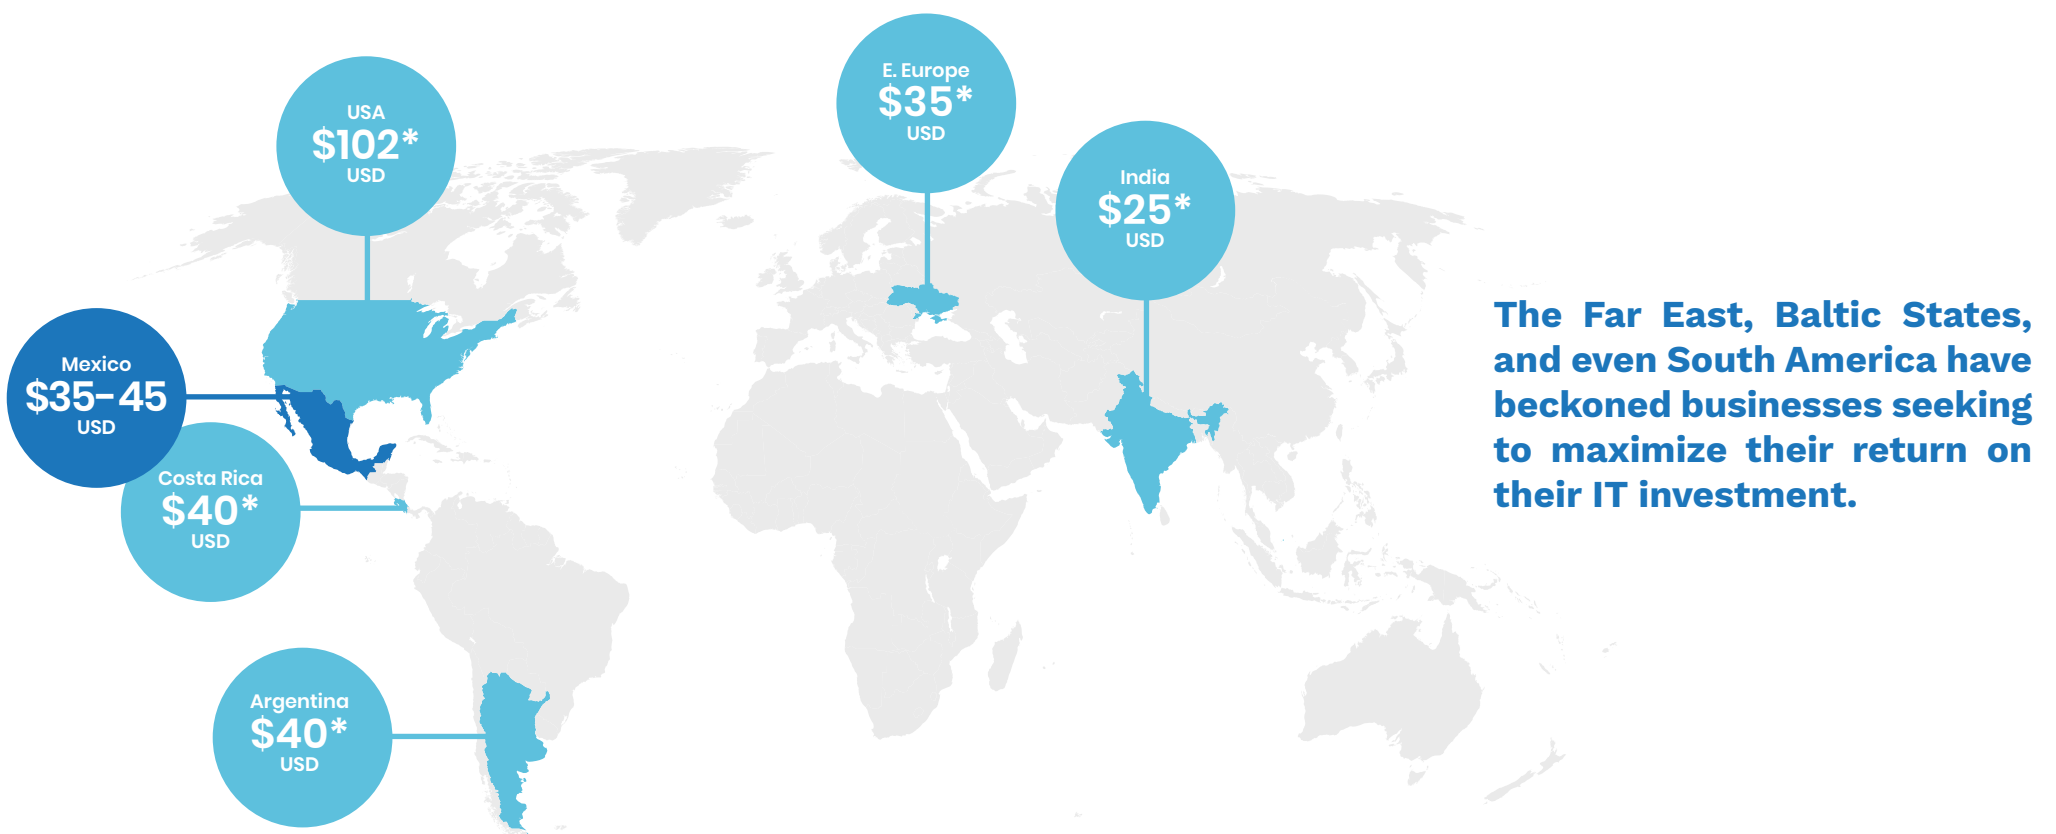 USA
$102*
USD
E. Europe
$35*
USD
India
$25*
USD
Mexico
$35-45
USD
Costa Rica
$40*
USD
Argentina
$40*
USD
The Far East, Baltic States,
and even South America have
beckoned businesses seeking
to maximize their return on
their IT investment.